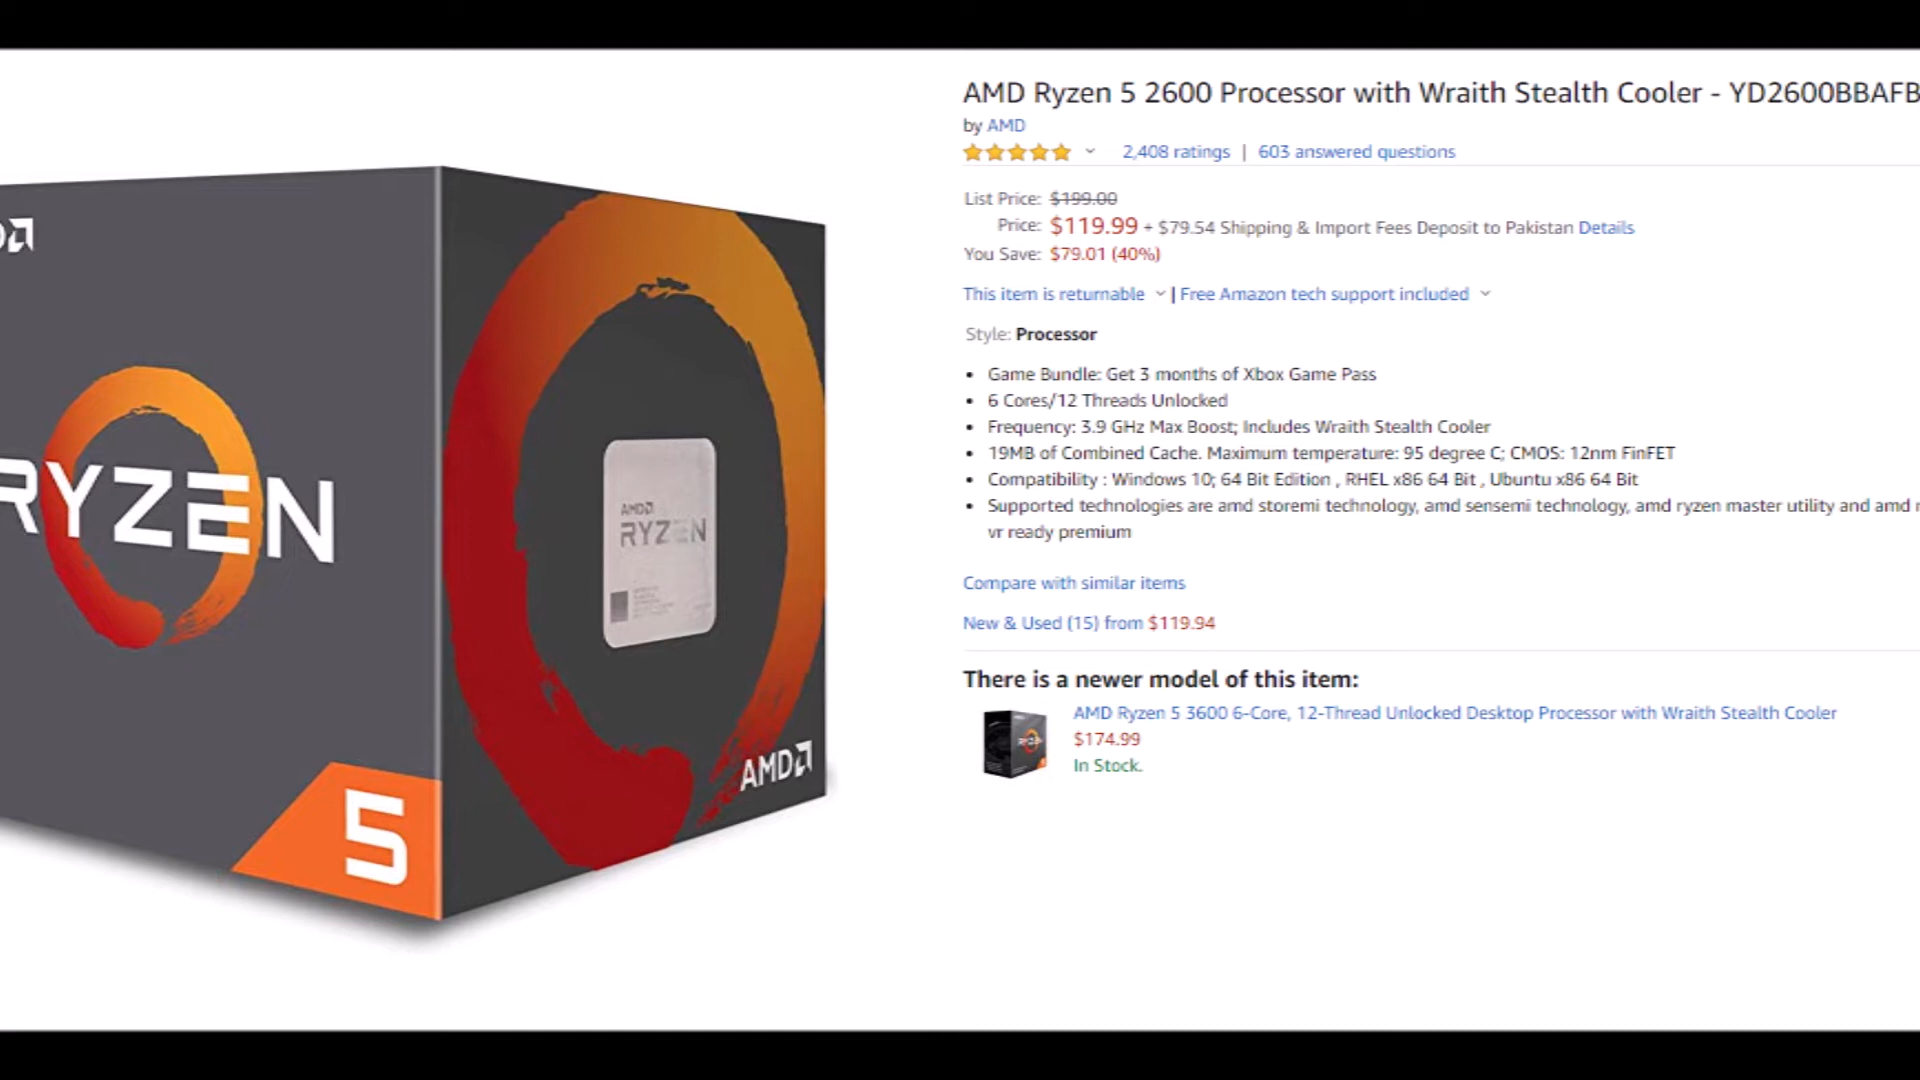 AMD Ryzen 5 2600 Processor with Wraith Stealth Cooler - YD2600BBAFB
by AMD
2,408 ratings | 603 answered questions
List Price: $199.00
Price: $119.99 + $79.54 Shipping & Import Fees Deposit to Pakistan Details
You Save: $79.01 (40%)
This item is returnable | Free Amazon tech support included
Style: Processor
• Game Bundle: Get 3 months of Xbox Game Pass
• 6 Cores/12 Threads Unlocked
• Frequency: 3.9 GHz Max Boost; Includes Wraith Stealth Cooler
• 19MB of Combined Cache. Maximum temperature: 95 degree C; CMOS: 12nm FinFET
• Compatibility : Windows 10; 64 Bit Edition , RHEL x86 64 Bit , Ubuntu x86 64 Bit
• Supported technologies are amd storemi technology, amd sensemi technology, amd ryzen master utility and amd
vr ready premium
Compare with similar items
New & Used (15) from $119.94
There is a newer model of this item:
AMD Ryzen 5 3600 6-Core, 12-Thread Unlocked Desktop Processor with Wraith Stealth Cooler
$174.99
In Stock.
RYZEN
5
AMD
RYZEN
AMD
RYZEN